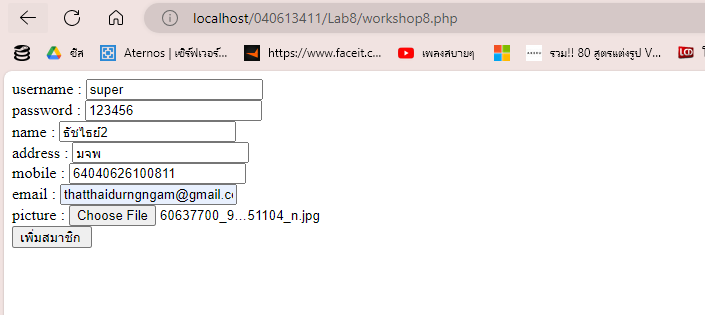 localhost/040613411/Lab8/workshop8.php
ชีส Aternos | เซิร์ฟเวอร์... https://www.faceit.c... เพลงสบายๆ รวม!! 80 สูตรแต่งรูป V... LCD
username : super
password : 123456
name : ธัชไธย์2
address : มจพ
mobile : 64040626100811
email : thatthaidurngngam@gmail.c
picture : Choose File 60637700_9...51104_n.jpg
เพิ่มสมาชิก